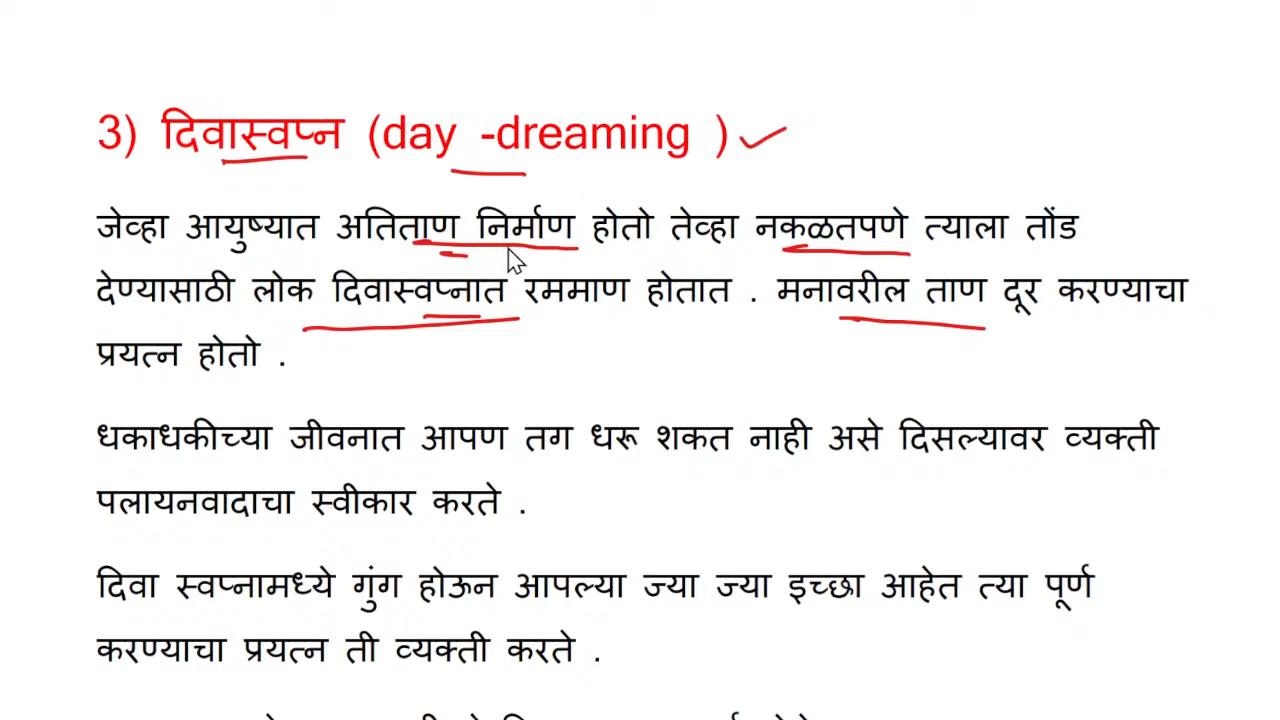 3) दिवास्वप्न (day -dreaming )
जेव्हा आयुष्यात अतिताण निर्माण होतो तेव्हा नकळतपणे त्याला तोंड
देण्यासाठी लोक दिवास्वप्नात रममाण होतात . मनावरील ताण दूर करण्याचा
प्रयत्न होतो .
धकाधकीच्या जीवनात आपण तग धरू शकत नाही असे दिसल्यावर व्यक्ती
पलायनवादाचा स्वीकार करते .
दिवा स्वप्नामध्ये गुंग होऊन आपल्या ज्या ज्या इच्छा आहेत त्या पूर्ण
करण्याचा प्रयत्न ती व्यक्ती करते .